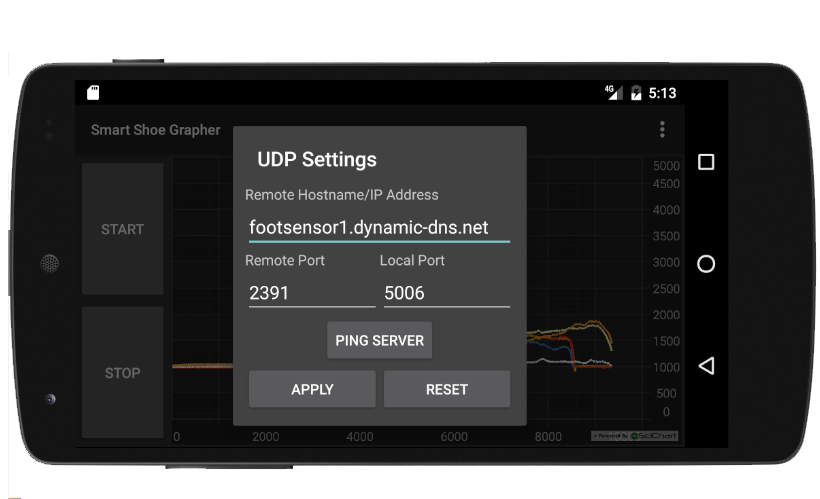 4G 5:13
Smart Shoe Grapher
UDP Settings
Remote Hostname/IP Address
footsensor1.dynamic-dns.net
Remote Port Local Port
2391 5006
PING SERVER
APPLY RESET
START
STOP
5000
4500
4000
3500
3000
2500
2000
1500
1000
500
0
0 2000 4000 6000 8000
Powered By SciChart